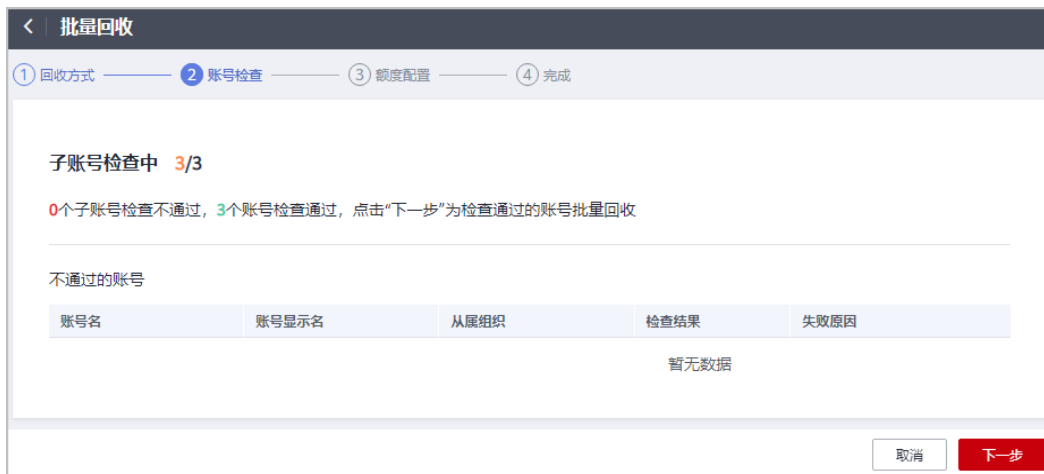 批量回收
1 回收方式 2 账号检查 3 额度配置 4 完成
子账号检查中 3/3
0个子账号检查不通过，3个账号检查通过，点击“下一步”为检查通过的账号批量回收
不通过的账号
账号名 账号显示名 从属组织 检查结果 失败原因
暂无数据
取消 下一步